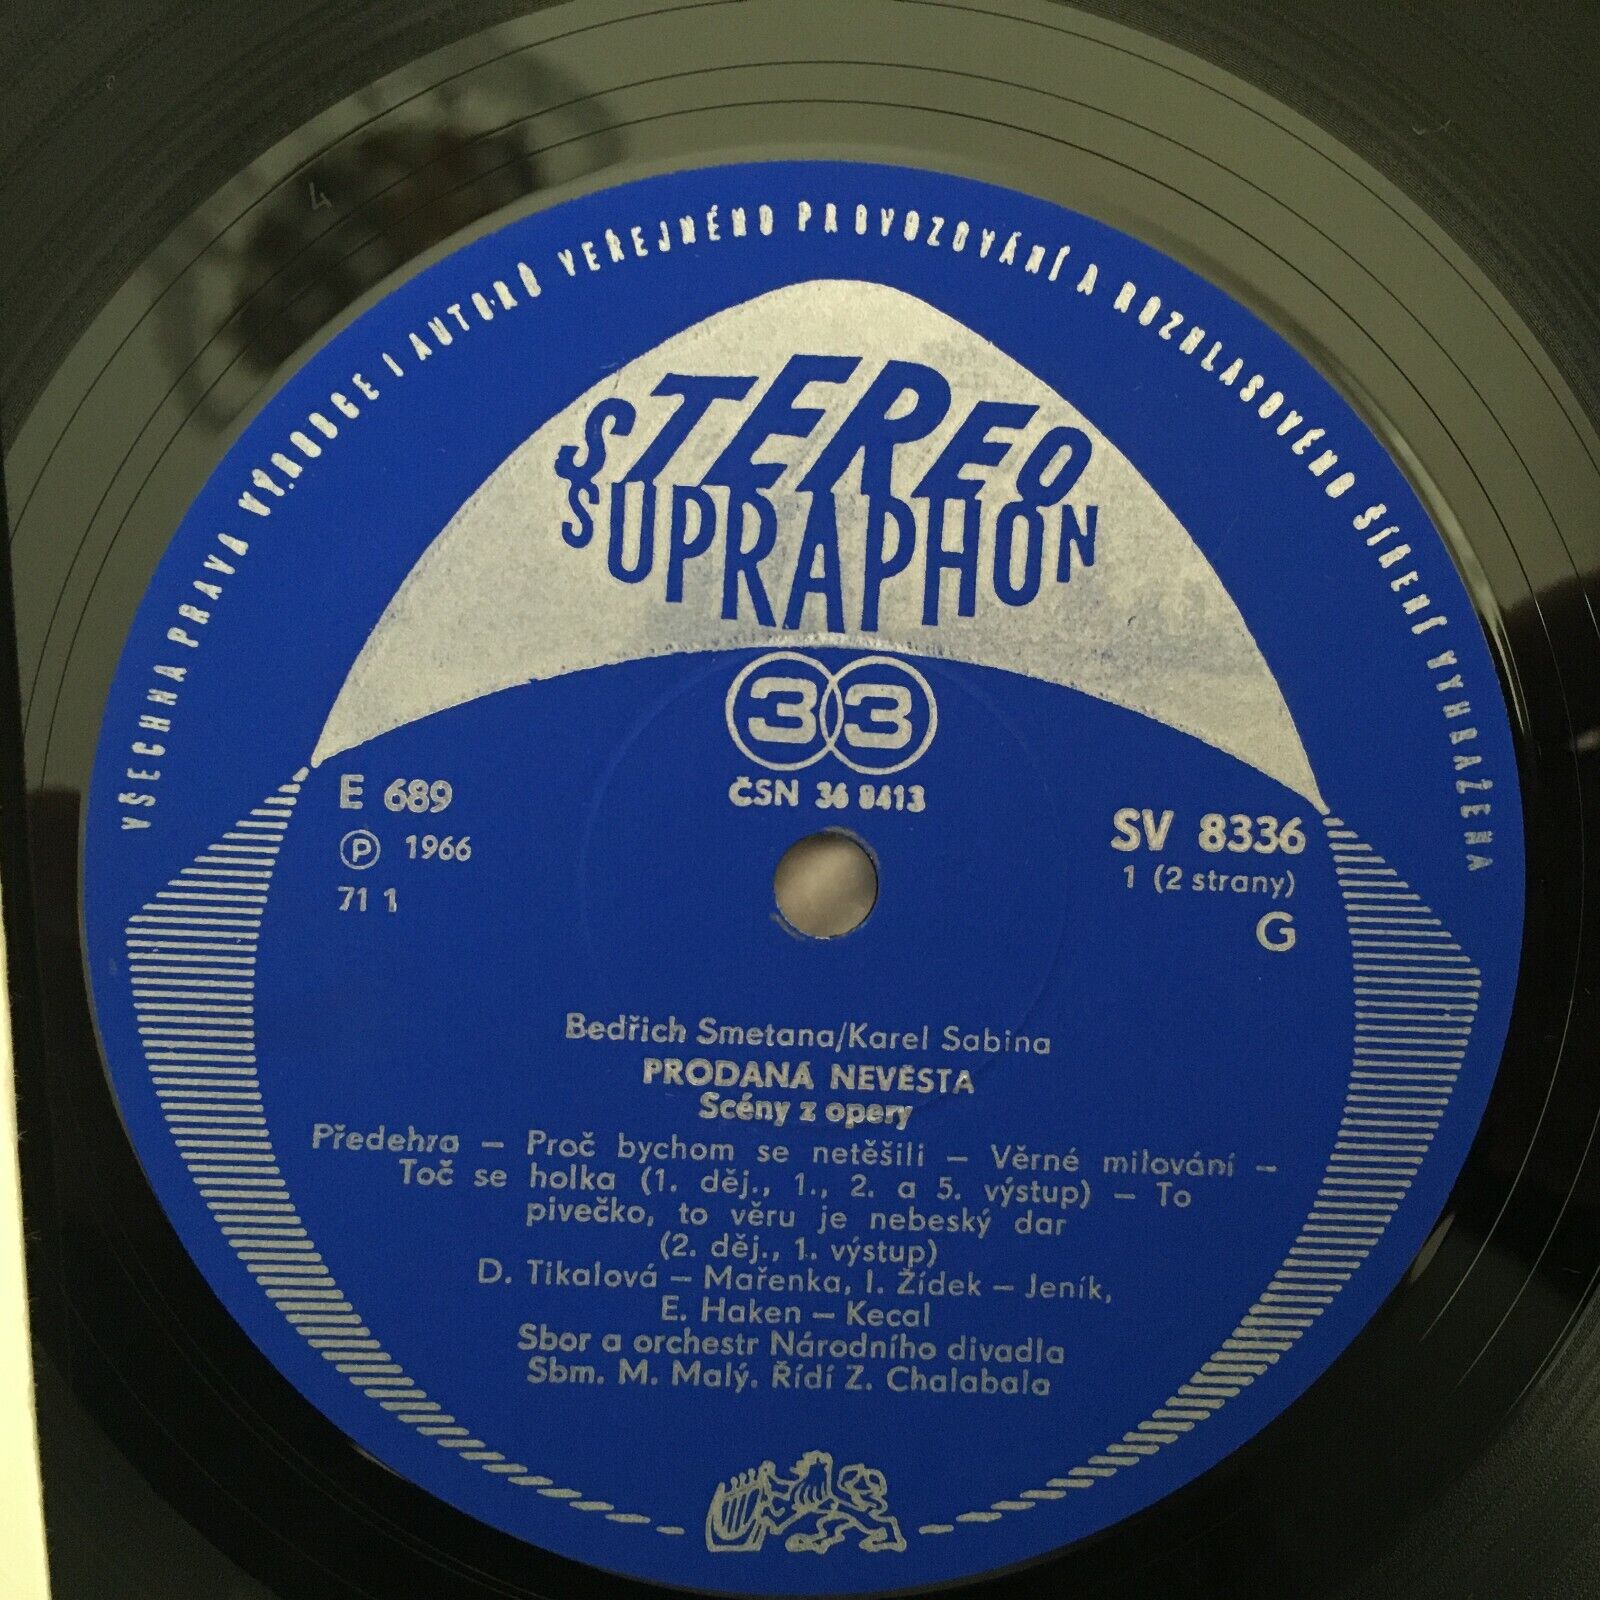 VŠECHNA PRAVA VÝROBCE I AUTORŮ VEŘEJNÉHO PROVOZOVÁNÍ A ROZHLASOVÉHO ŠÍŘENÍ VYHRAŽENA
STEREO
SUPRAPHON
33
ČSN 36 8413
E 689
Ⓟ 1966
71 1
SV 8336
1 (2 strany)
G
Bedřich Smetana/Karel Sabina
PRODANÁ NEVĚSTA
Scény z opery
Předehra – Proč bychom se netěšili – Věrné milování –
Toč se holka (1. děj., 1., 2. a 5. výstup) – To
pivečko, to věru je nebeský dar
(2. děj., 1. výstup)
D. Tikalová – Mařenka, I. Žídek – Jeník,
E. Haken – Kecal
Sbor a orchestr Národního divadla
Sbm. M. Malý. Řídí Z. Chalabala
4